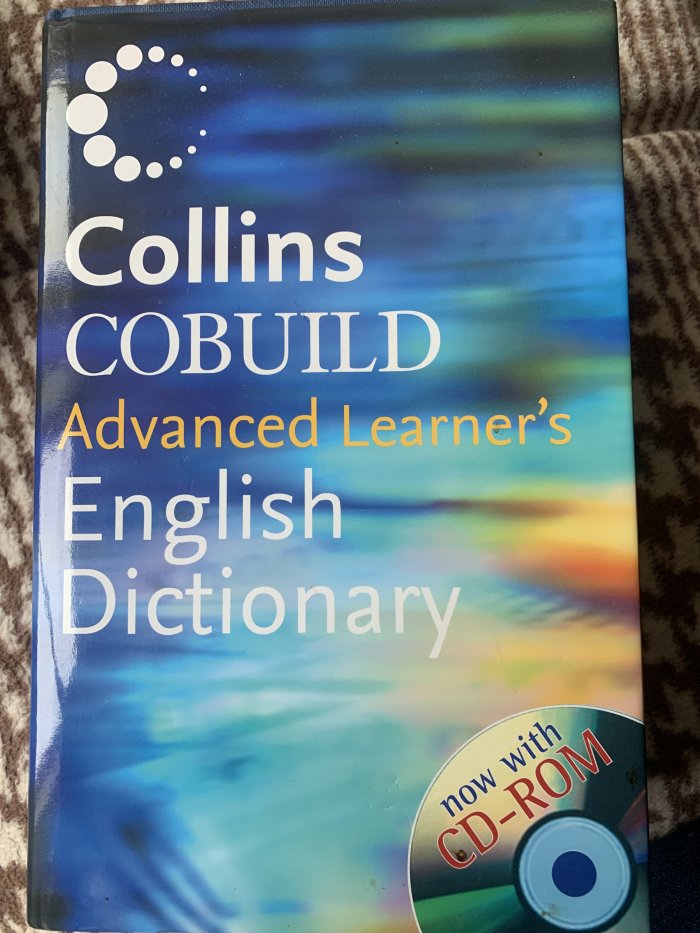 Collins
COBUILD
Advanced Learner's
English
Dictionary
now with
CD-ROM